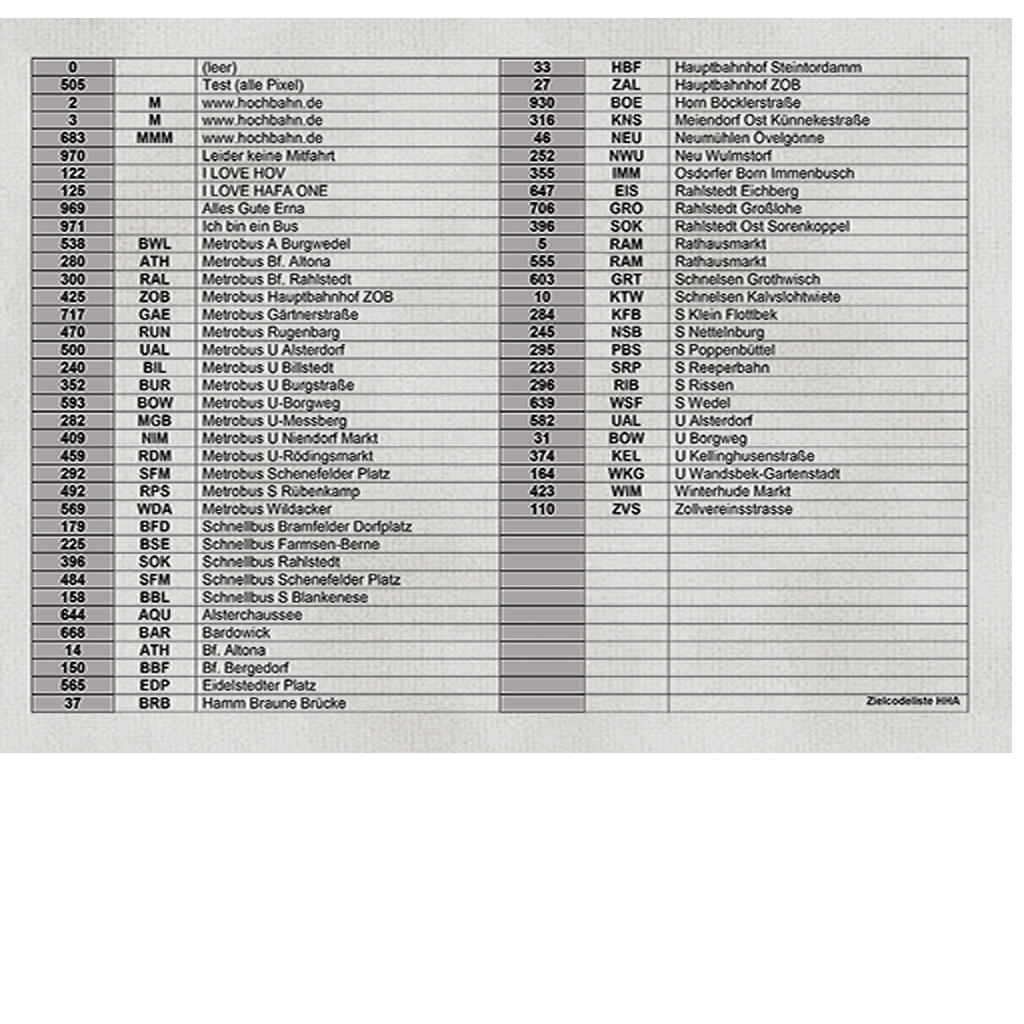 0 (leer) 33 HBF Hauptbahnhof Steintordamm
505 Test (alle Pixel) 27 ZAL Hauptbahnhof ZOB
2 M www.hochbahn.de 930 BOE Horn Böcklerstraße
3 M www.hochbahn.de 316 KNS Meiendorf Ost Künnekestraße
683 MMM www.hochbahn.de 46 NEU Neumühlen Övelgönne
970 Leider keine Mitfahrt 252 NWU Neu Wulmstorf
122 I LOVE HOV 355 IMM Osdorfer Born Immenbusch
125 I LOVE HAFA ONE 647 EIS Rahlstedt Eichberg
969 Alles Gute Erna 706 GRO Rahlstedt Großlohe
971 Ich bin ein Bus 396 SOK Rahlstedt Ost Sorenkoppel
538 BWL Metrobus A Burgwedel 5 RAM Rathausmarkt
280 ATH Metrobus Bf. Altona 555 RAM Rathausmarkt
300 RAL Metrobus Bf. Rahlstedt 603 GRT Schnelsen Grothwisch
425 ZOB Metrobus Hauptbahnhof ZOB 10 KTW Schnelsen Kalvslohtwiete
717 GAE Metrobus Gärtnerstraße 284 KFB S Klein Flottbek
470 RUN Metrobus Rugenbarg 245 NSB S Nettelnburg
500 UAL Metrobus U Alsterdorf 295 PBS S Poppenbüttel
240 BIL Metrobus U Billstedt 223 SRP S Reeperbahn
352 BUR Metrobus U Burgstraße 296 RIB S Rissen
593 BOW Metrobus U-Borgweg 639 WSF S Wedel
282 MGB Metrobus U-Messberg 582 UAL U Alsterdorf
409 NIM Metrobus U Niendorf Markt 31 BOW U Borgweg
459 RDM Metrobus U-Rödingsmarkt 374 KEL U Kellinghusenstraße
292 SFM Metrobus Schenefelder Platz 164 WKG U Wandsbek-Gartenstadt
492 RPS Metrobus S Rübenkamp 423 WIM Winterhude Markt
569 WDA Metrobus Wildacker 110 ZVS Zollvereinsstrasse
179 BFD Schnellbus Bramfelder Dorfplatz
225 BSE Schnellbus Farmsen-Berne
396 SOK Schnellbus Rahlstedt
484 SFM Schnellbus Schenefelder Platz
158 BBL Schnellbus S Blankenese
644 AQU Alsterchaussee
668 BAR Bardowick
14 ATH Bf. Altona
150 BBF Bf. Bergedorf
565 EDP Eidelstedter Platz
37 BRB Hamm Braune Brücke Zielcodeliste HHA